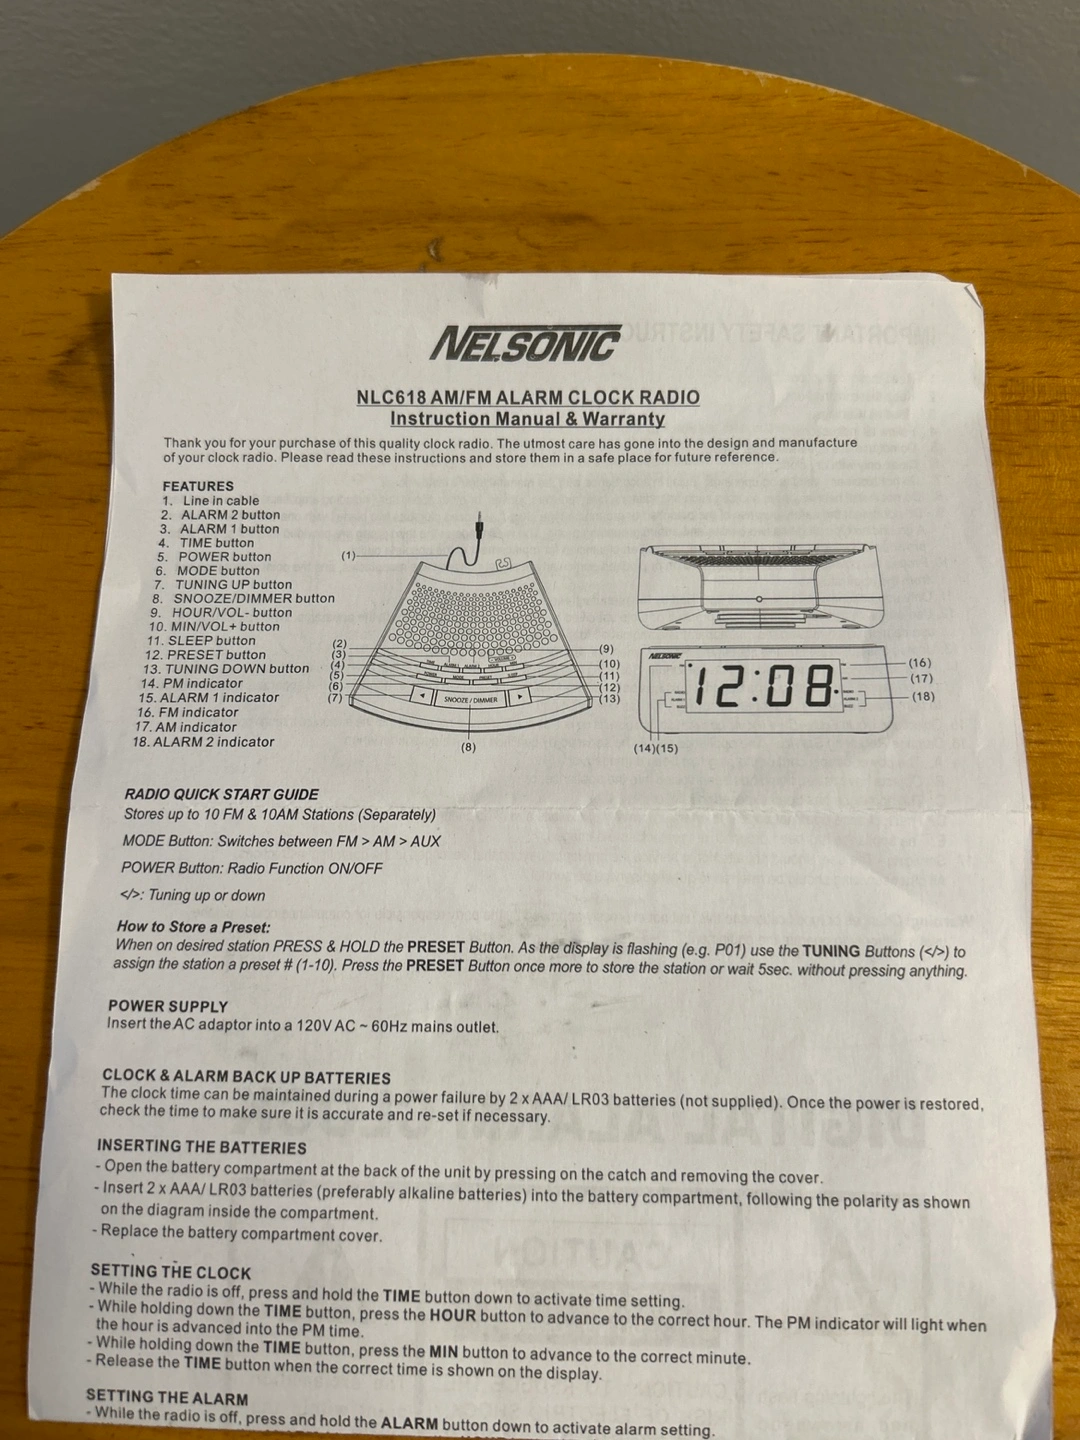 NELSONIC
NLC618 AM/FM ALARM CLOCK RADIO
Instruction Manual & Warranty
Thank you for your purchase of this quality clock radio. The utmost care has gone into the design and manufacture
of your clock radio. Please read these instructions and store them in a safe place for future reference.
FEATURES
1. Line in cable
2. ALARM 2 button
3. ALARM 1 button
4. TIME button
5. POWER button
6. MODE button
7. TUNING UP button
8. SNOOZE/DIMMER button
9. HOUR/VOL- button
10. MIN/VOL+ button
11. SLEEP button
12. PRESET button
13. TUNING DOWN button
14. PM indicator
15. ALARM 1 indicator
16. FM indicator
17. AM indicator
18. ALARM 2 indicator
(1)
(2)
(3)
(4)
(5)
(6)
(7)
(8)
(9)
(10)
(11)
(12)
(13)
TIME ALARM 1 ALARM 2 HOUR MIN
- VOLUME +
POWER MODE PRESET SLEEP
SNOOZE / DIMMER
NELSONIC
12:08
(14)(15)
(16)
(17)
(18)
RADIO QUICK START GUIDE
Stores up to 10 FM & 10AM Stations (Separately)
MODE Button: Switches between FM > AM > AUX
POWER Button: Radio Function ON/OFF
</>: Tuning up or down
How to Store a Preset:
When on desired station PRESS & HOLD the PRESET Button. As the display is flashing (e.g. P01) use the TUNING Buttons (</>) to
assign the station a preset # (1-10). Press the PRESET Button once more to store the station or wait 5sec. without pressing anything.
POWER SUPPLY
Insert the AC adaptor into a 120V AC ~ 60Hz mains outlet.
CLOCK & ALARM BACK UP BATTERIES
The clock time can be maintained during a power failure by 2 x AAA/ LR03 batteries (not supplied). Once the power is restored,
check the time to make sure it is accurate and re-set if necessary.
INSERTING THE BATTERIES
- Open the battery compartment at the back of the unit by pressing on the catch and removing the cover.
- Insert 2 x AAA/ LR03 batteries (preferably alkaline batteries) into the battery compartment, following the polarity as shown
on the diagram inside the compartment.
- Replace the battery compartment cover.
SETTING THE CLOCK
- While the radio is off, press and hold the TIME button down to activate time setting.
- While holding down the TIME button, press the HOUR button to advance to the correct hour. The PM indicator will light when
the hour is advanced into the PM time.
- While holding down the TIME button, press the MIN button to advance to the correct minute.
- Release the TIME button when the correct time is shown on the display.
SETTING THE ALARM
- While the radio is off, press and hold the ALARM button down to activate alarm setting.